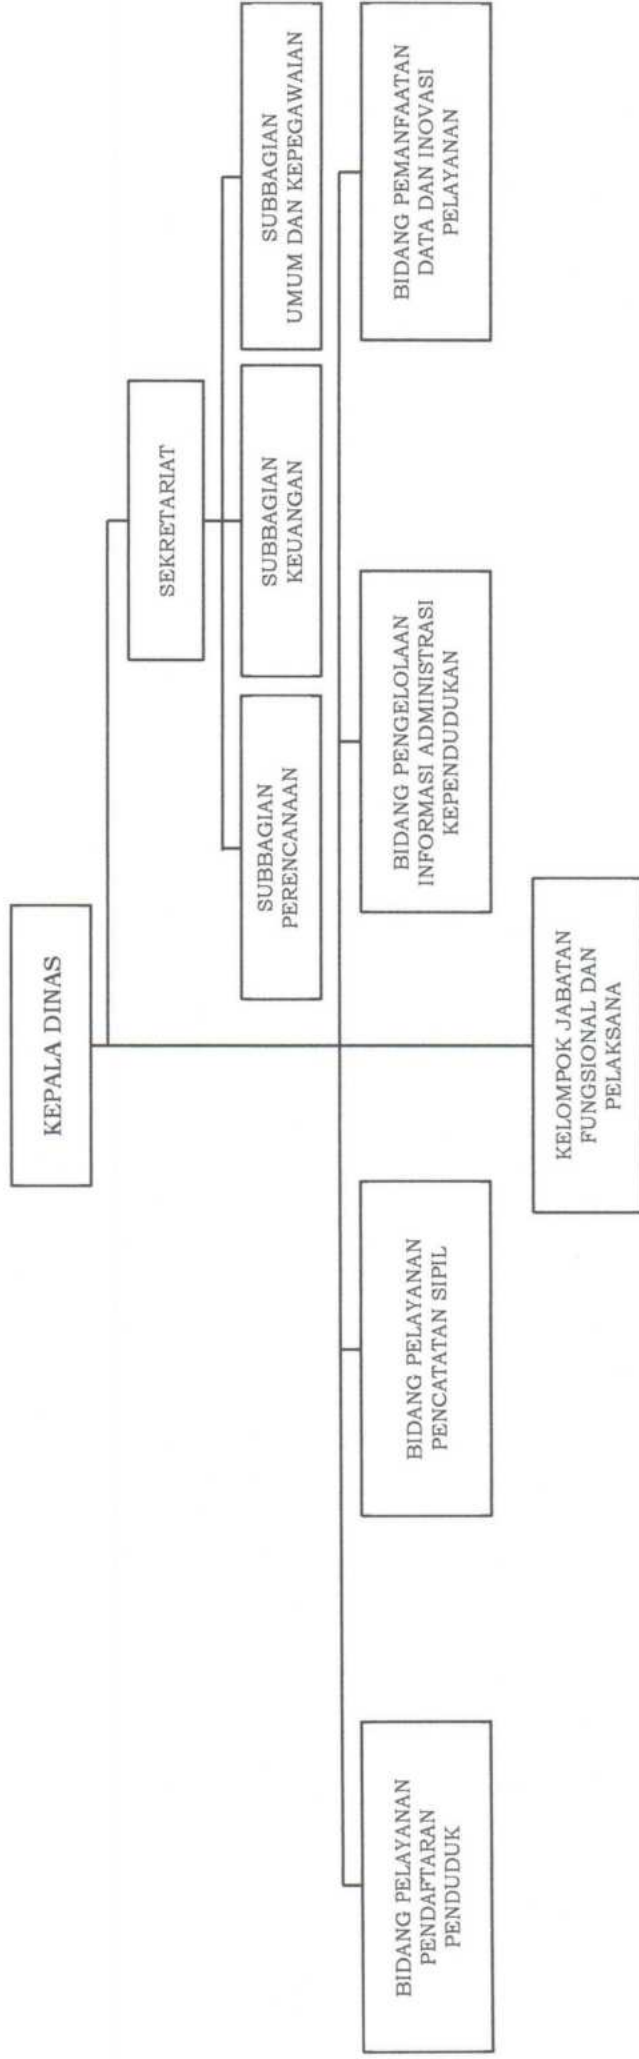 KEPALA DINAS
SEKRETARIAT
SUBBAGIAN
PERENCANAAN
SUBBAGIAN
KEUANGAN
SUBBAGIAN
UMUM DAN KEPEGAWAIAN
BIDANG PELAYANAN
PENDAFTARAN
PENDUDUK
BIDANG PELAYANAN
PENCATATAN SIPIL
BIDANG PENGELOLAAN
INFORMASI ADMINISTRASI
KEPENDUDUKAN
BIDANG PEMANFAATAN
DATA DAN INOVASI
PELAYANAN
KELOMPOK JABATAN
FUNGSIONAL DAN
PELAKSANA